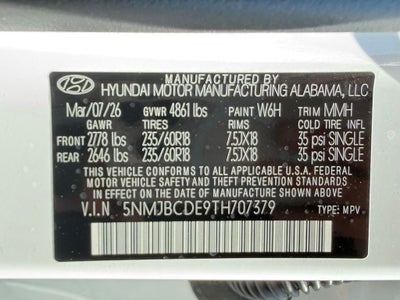 MANUFACTURED BY
HYUNDAI MOTOR MANUFACTURING ALABAMA, LLC
Mar/07/26 GVWR 4861 lbs PAINT W6H TRIM MMH
GAWR TIRES RIMS COLD TIRE INFL
FRONT 2778 lbs 235/60R18 7.5JX18 35 psi SINGLE
REAR 2646 lbs 235/60R18 7.5JX18 35 psi SINGLE
THIS VEHICLE CONFORMS TO ALL APPLICABLE U.S.A. FEDERAL
MOTOR VEHICLE SAFETY AND THEFT PREVENTION STANDARDS
IN EFFECT ON THE DATE OF MANUFACTURE SHOWN ABOVE.
V.I.N 5NMJBCDE9TH707379 TYPE: MPV